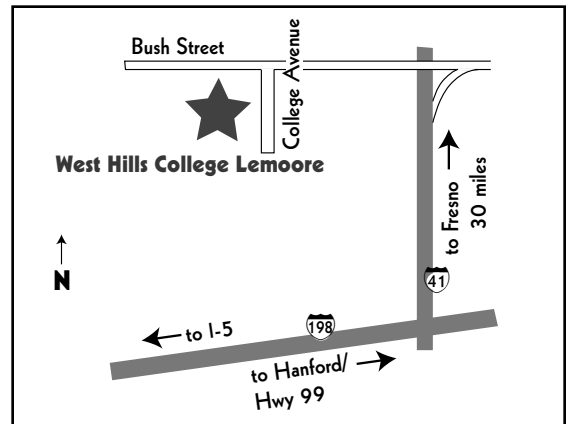 Bush Street
College Avenue
West Hills College Lemoore
to Fresno
30 miles
N
41
198
to I-5
to Hanford/
Hwy 99